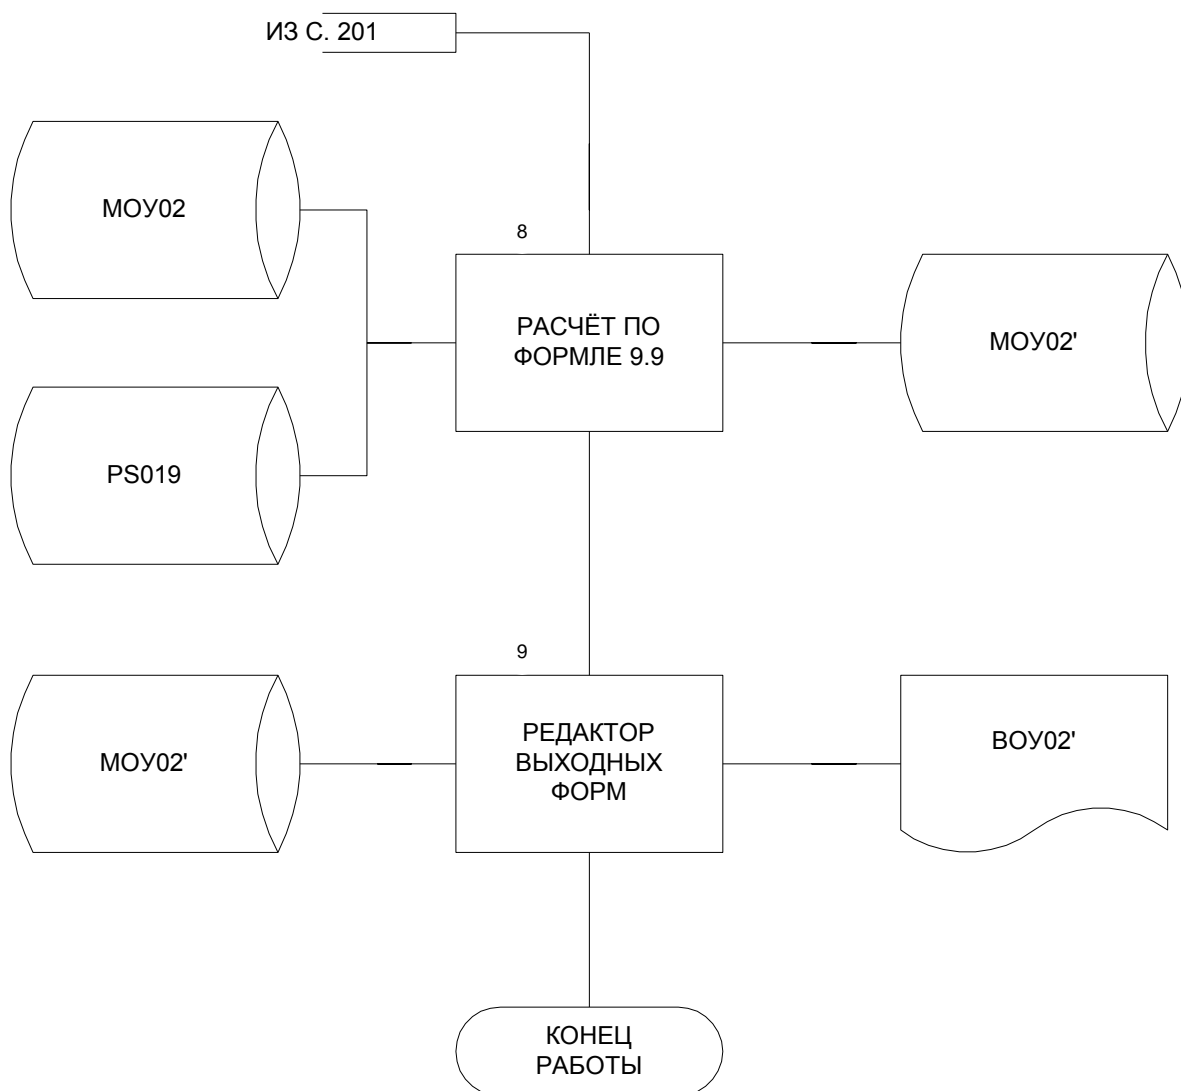 ИЗ С. 201
МОУ02
8
РАСЧЁТ ПО
ФОРМЛЕ 9.9
МОУ02'
PS019
9
МОУ02'
РЕДАКТОР
ВЫХОДНЫХ
ФОРМ
ВОУ02'
КОНЕЦ
РАБОТЫ